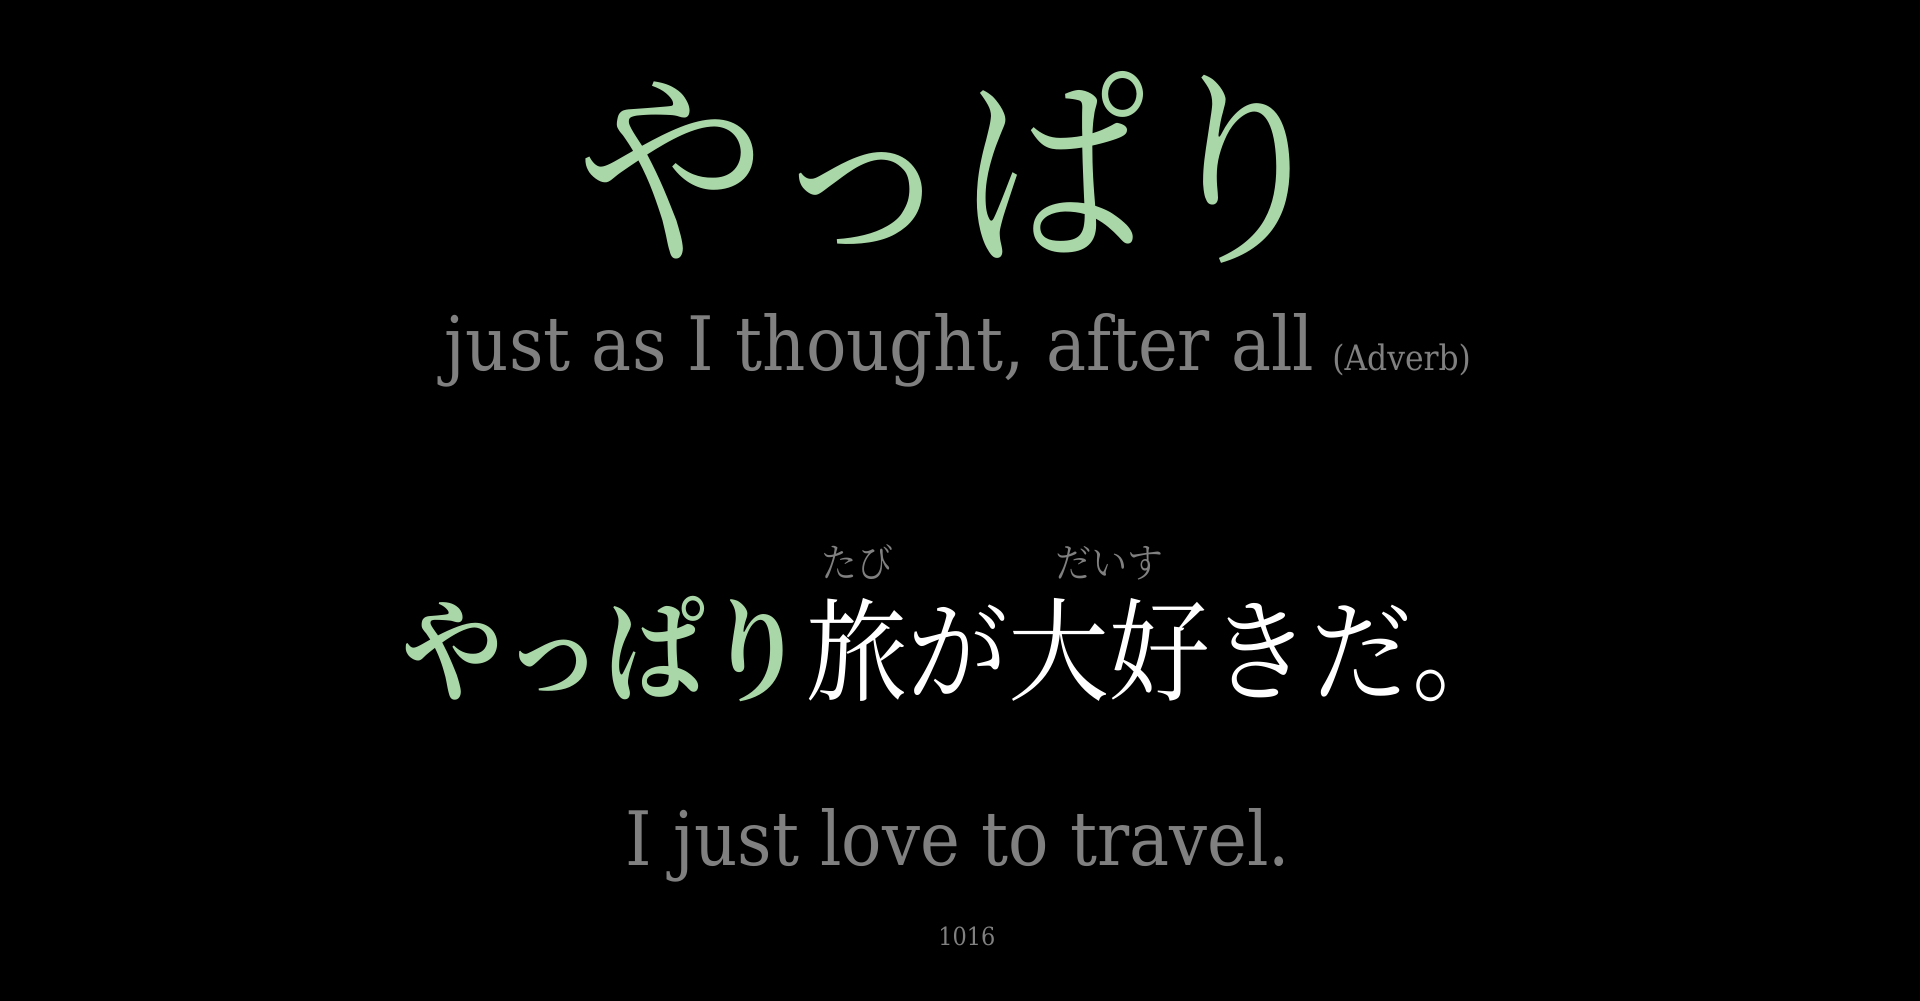 やっぱり
just as I thought, after all (Adverb)
たび だいす
やっぱり旅が大好きだ。
I just love to travel.
1016